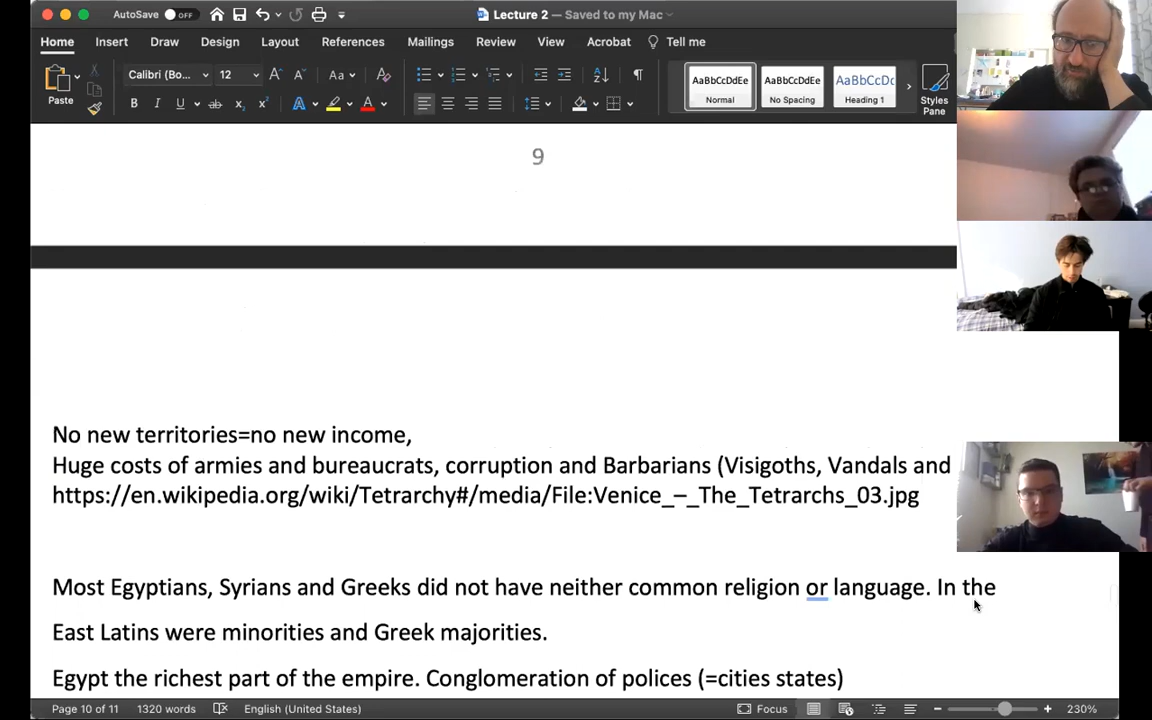 AutoSave OFF Lecture 2 — Saved to my Mac
Home Insert Draw Design Layout References Mailings Review View Acrobat Tell me
Paste Calibri (Bo... 12 Aa AaBbCcDdEe Normal AaBbCcDdEe No Spacing AaBbCcDc Heading 1 Styles Pane
B I U ab x₂ x² A A
9
No new territories=no new income,
Huge costs of armies and bureaucrats, corruption and Barbarians (Visigoths, Vandals and
https://en.wikipedia.org/wiki/Tetrarchy#/media/File:Venice_–_The_Tetrarchs_03.jpg
Most Egyptians, Syrians and Greeks did not have neither common religion or language. In the
East Latins were minorities and Greek majorities.
Egypt the richest part of the empire. Conglomeration of polices (=cities states)
Page 10 of 11 1320 words English (United States) Focus 230%